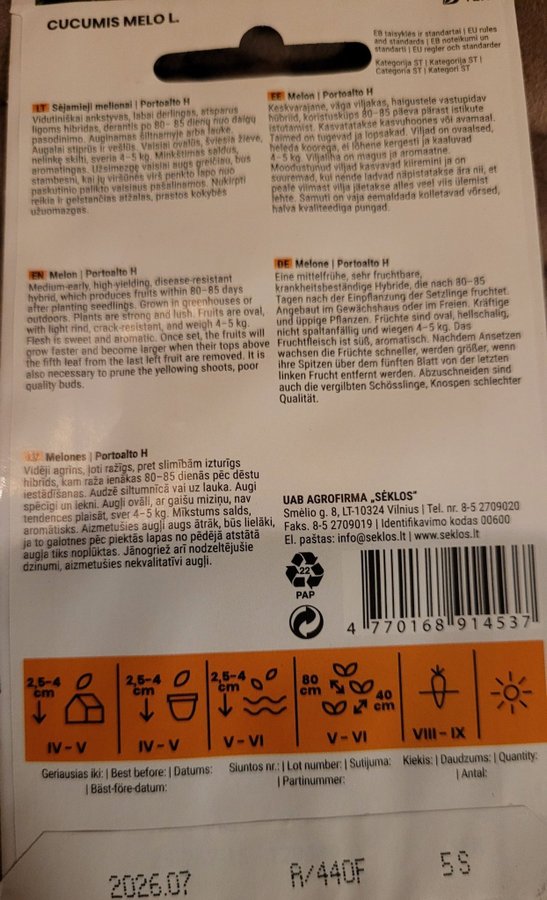 CUCUMIS MELO L.
EB taisyklės ir standartai | EU rules
and standards | EB noteikumi un
standarti | EU regler och standarder
Kategorija ST | Kategorija ST |
Categoria ST | Kategori ST
LT Sėjamieji melionai | Portoalto H
Vidutiniškai ankstyvas, labai derlingas, atsparus
ligoms hibridas, derantis po 80-85 dienų nuo daigų
pasodinimo. Auginamas šiltnamyje arba lauke.
Augalai stiprūs ir vešlūs. Vaisiai ovalūs, šviesia žieve,
nelinkę skilti, sveria 4-5 kg. Minkštimas saldus,
aromatingas. Užsimezgę vaisiai augs greičiau, bus
stambesni, kai jų viršūnės virš penkto lapo nuo
paskutinio palikto vaisiaus pašalinamos. Nukirpti
reikia ir gelstančias atžalas, prastos kokybės
užuomazgas.
EE Melon | Portoalto H
Keskvarajane, väga viljakas, haigustele vastupidav
hübriid, koristusküps 80-85 päeva pärast istikute
istutamist. Kasvatatakse kasvuhoones või avamaal.
Taimed on tugevad ja lopsakad. Viljad on ovaalsed,
heleda koorega, ei lõhene kergesti ja kaaluvad
4-5 kg. Viljaliha on magus ja aromaatne.
Moodustunud viljad kasvavad kiiremini ja on
suuremad, kui nende ladvad näpistatakse ära nii, et
peale viimast vilja jäetakse alles veel viis ülemist
lehte. Samuti on vaja eemaldada kolletavad võrsed,
halva kvaliteediga pungad.
EN Melon | Portoalto H
Medium-early, high-yielding, disease-resistant
hybrid, which produces fruits within 80-85 days
after planting seedlings. Grown in greenhouses or
outdoors. Plants are strong and lush. Fruits are oval,
with light rind, crack-resistant, and weigh 4-5 kg.
Flesh is sweet and aromatic. Once set, the fruits will
grow faster and become larger when their tops above
the fifth leaf from the last left fruit are removed. It is
also necessary to prune the yellowing shoots, poor
quality buds.
DE Melone | Portoalto H
Eine mittelfrühe, sehr fruchtbare,
krankheitsbeständige Hybride, die nach 80-85
Tagen nach der Einpflanzung der Setzlinge fruchtet.
Angebaut im Gewächshaus oder im Freien. Kräftige
und üppige Pflanzen. Früchte sind oval, hellschalig,
nicht spaltanfällig und wiegen 4-5 kg. Das
Fruchtfleisch ist süß, aromatisch. Nachdem Ansetzen
wachsen die Früchte schneller, werden größer, wenn
ihre Spitzen über dem fünften Blatt von der letzten
linken Frucht entfernt werden. Abzuschneiden sind
auch die vergilbten Schösslinge, Knospen schlechter
Qualität.
LV Melones | Portoalto H
Vidēji agrīns, ļoti ražīgs, pret slimībām izturīgs
hibrīds, kam raža ienākas 80-85 dienās pēc dēstu
iestādīšanas. Audzē siltumnīcā vai uz lauka. Augi
spēcīgi un lekni. Augļi ovāli, ar gaišu miziņu, nav
tendences plaisāt, sver 4-5 kg. Mīkstums salds,
aromātisks. Aizmetušies augļi augs ātrāk, būs lielāki,
ja to galotnes pēc piektās lapas no pēdējā atstātā
augļa tiks noplūktas. Jānogriež arī nodzeltējušie
dzinumi, aizmetušies nekvalitatīvi augļi.
UAB AGROFIRMA „SĖKLOS"
Smėlio g. 8, LT-10324 Vilnius | Tel. nr. 8-5 2709020
Faks. 8-5 2709019 | Identifikavimo kodas 00600
El. paštas: info@seklos.lt | www.seklos.lt
22
PAP
4 770168 914537
2,5-4 cm
2,5-4 cm
2,5-4 cm
80 cm
40 cm
IV - V
IV - V
V - VI
V - VI
VIII - IX
Geriausias iki: | Best before: | Datums:
| Bäst-före-datum:
Siuntos nr.: | Lot number: | Sutijuma:
| Partinummer:
Kiekis: | Daudzums: | Quantity:
| Antal:
2026.07
A/440F
5S